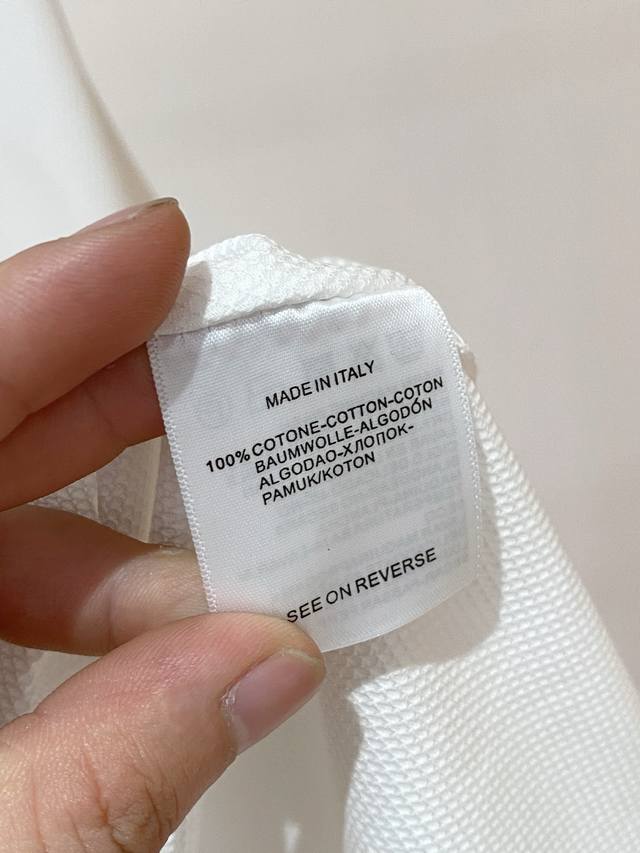 MADE IN ITALY
100% COTONE-COTTON-COTON
BAUMWOLLE-ALGODÓN
ALGODAO-ХЛОПОК-
PAMUK/KOTON
SEE ON REVERSE